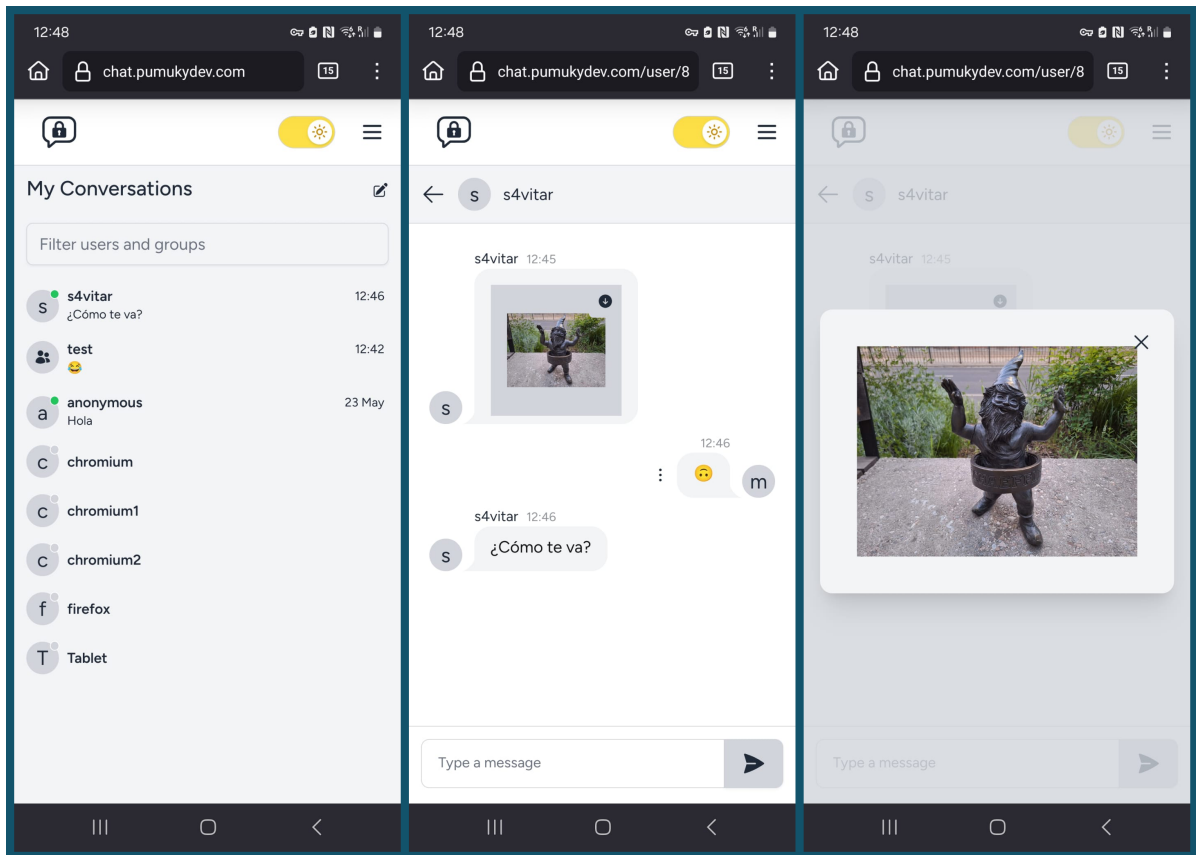 12:48
chat.pumukydev.com
15
My Conversations
Filter users and groups
s
s4vitar
12:46
¿Cómo te va?
test
12:42
😂
a
anonymous
23 May
Hola
c
chromium
c
chromium1
c
chromium2
f
firefox
T
Tablet
12:48
chat.pumukydev.com/user/8
15
s
s4vitar
s4vitar 12:45
s
12:46
🙃
m
s4vitar 12:46
s
¿Cómo te va?
Type a message
12:48
chat.pumukydev.com/user/8
15
s
s4vitar
s4vitar 12:45
Type a message